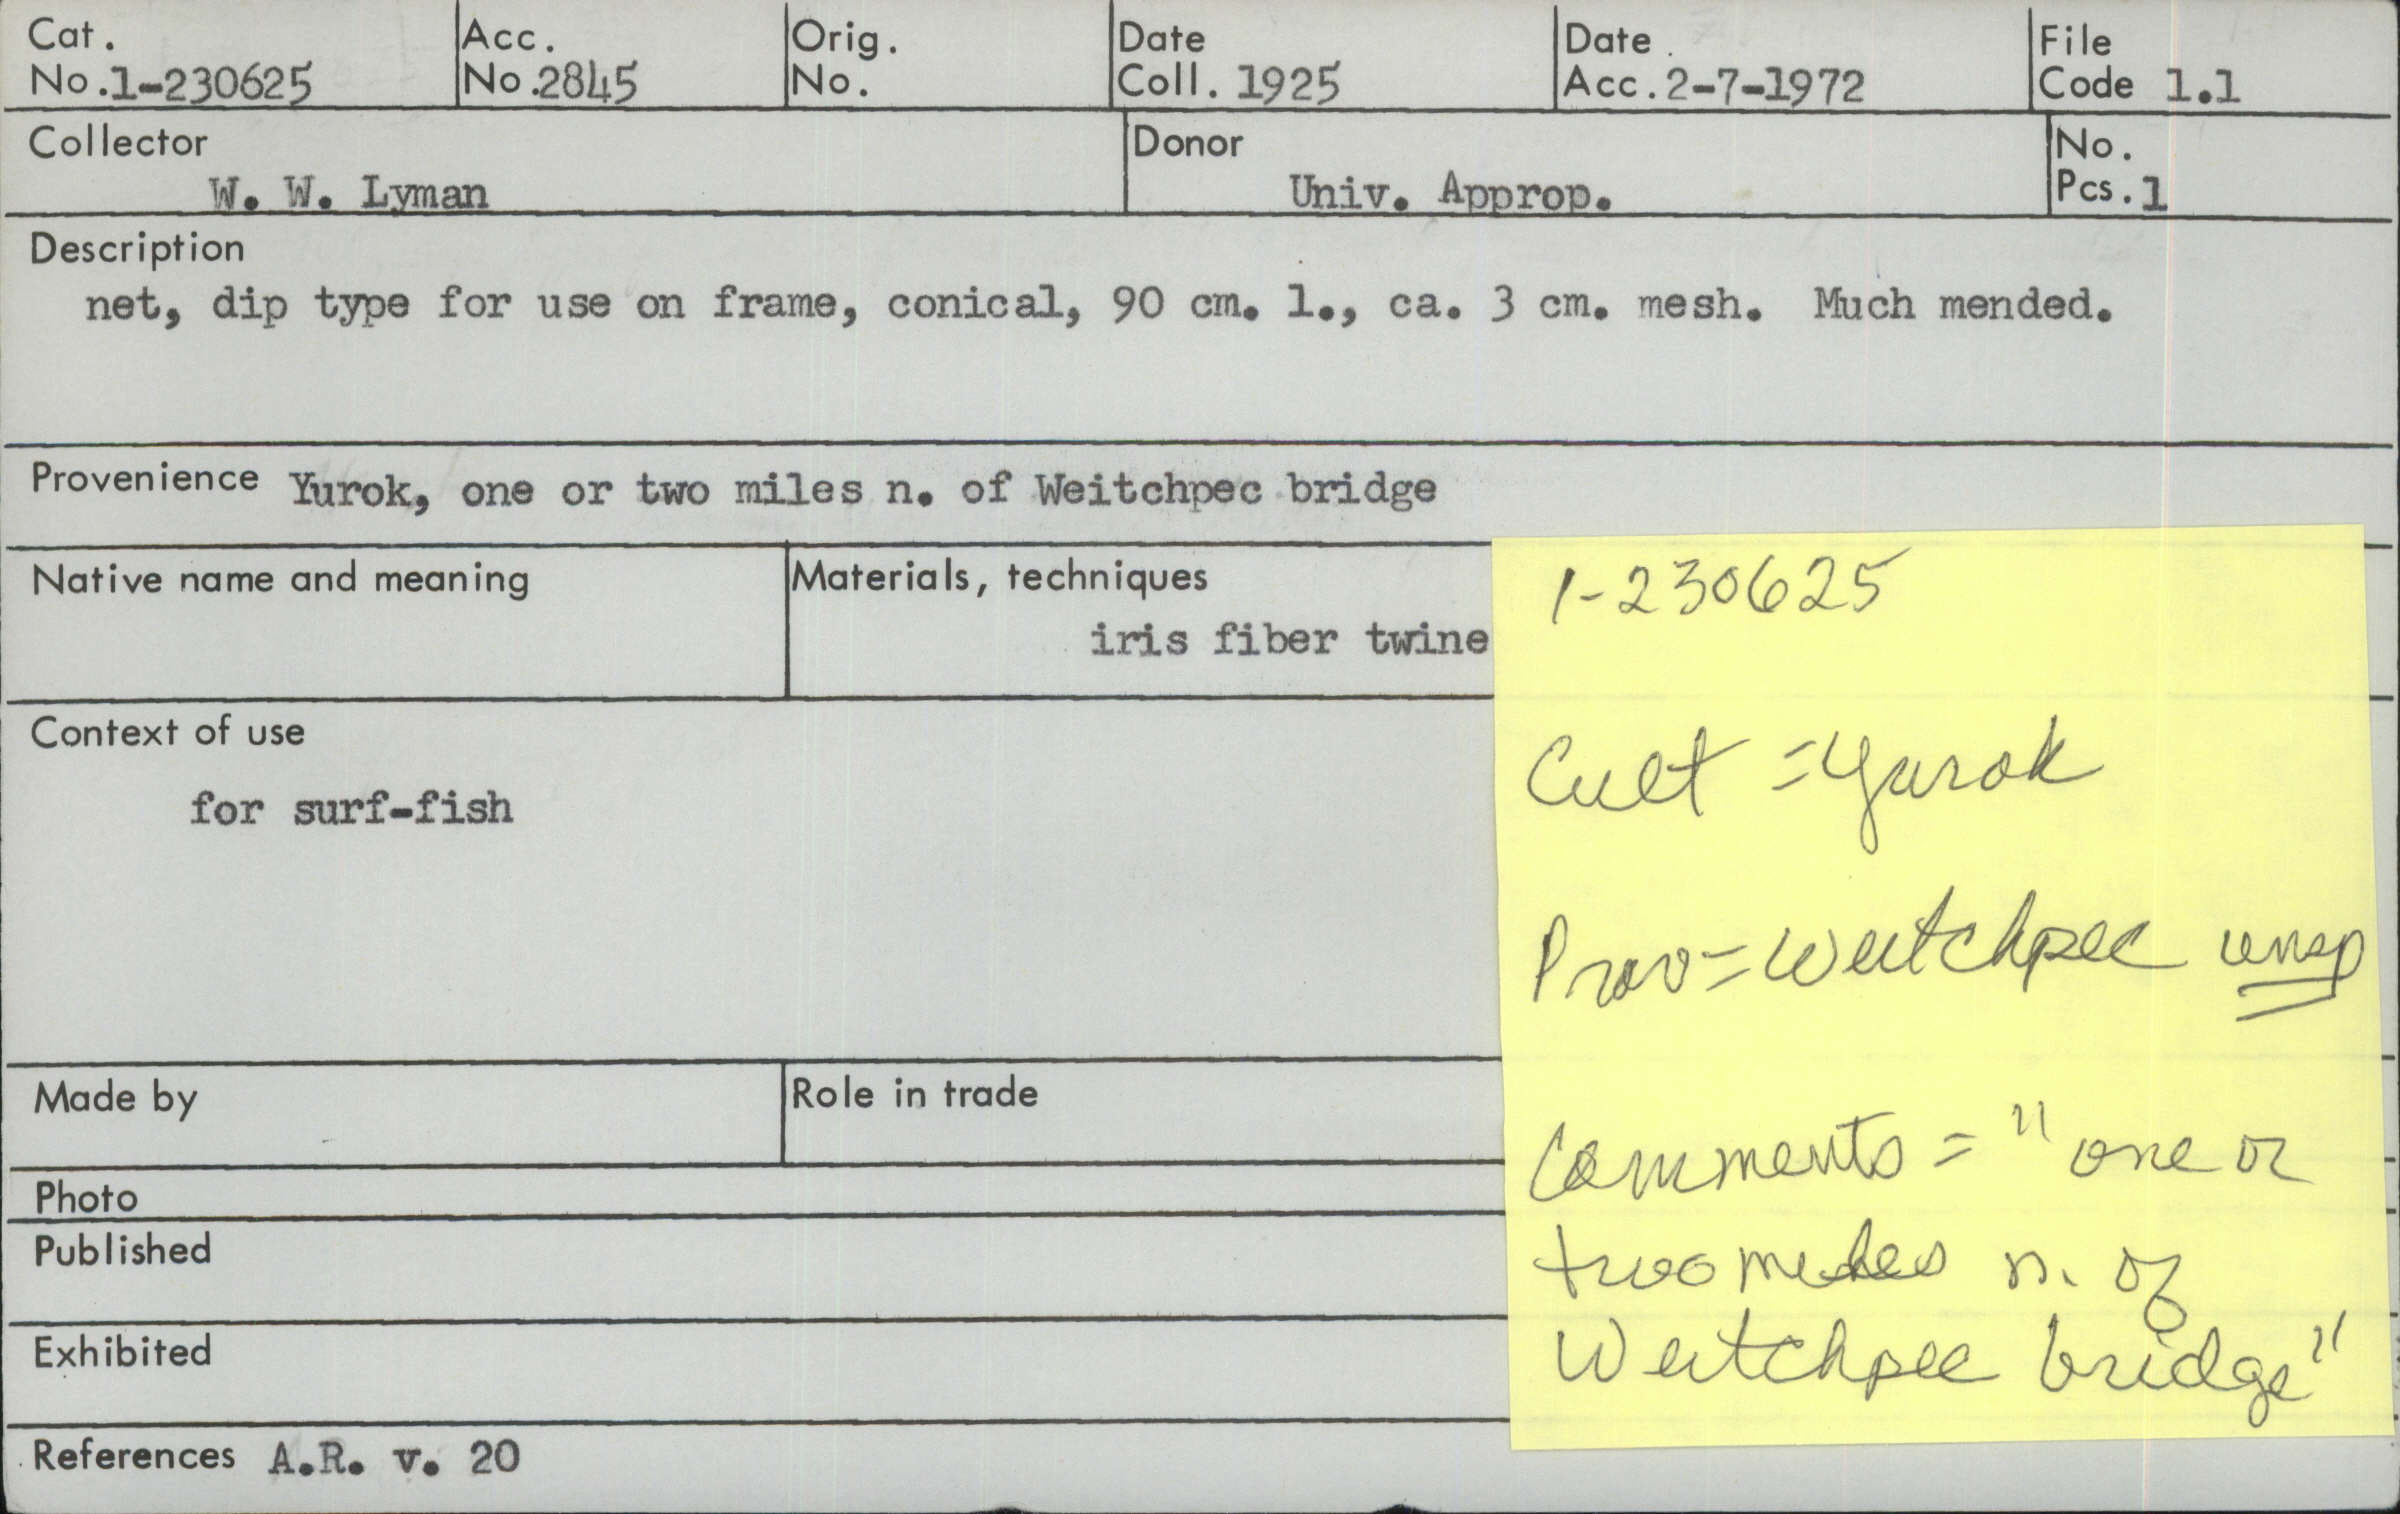 Cat. No. 1-230625
Acc. No. 2845
Orig. No.
Date Coll. 1925
Date Acc. 2-7-1972
File Code 1.1
Collector
W. W. Lyman
Donor
Univ. Approp.
No. Pcs. 1
Description
net, dip type for use on frame, conical, 90 cm. l., ca. 3 cm. mesh. Much mended.
Provenience Yurok, one or two miles n. of Weitchpec bridge
Native name and meaning
Materials, techniques
iris fiber twine
Context of use
for surf-fish
Made by
Role in trade
Photo
Published
Exhibited
References A.R. v. 20
1-230625
Cult = Yurok
Prov = Weitchpec unsp
Comments = "one or
two miles n. of
Weitchpec bridge"